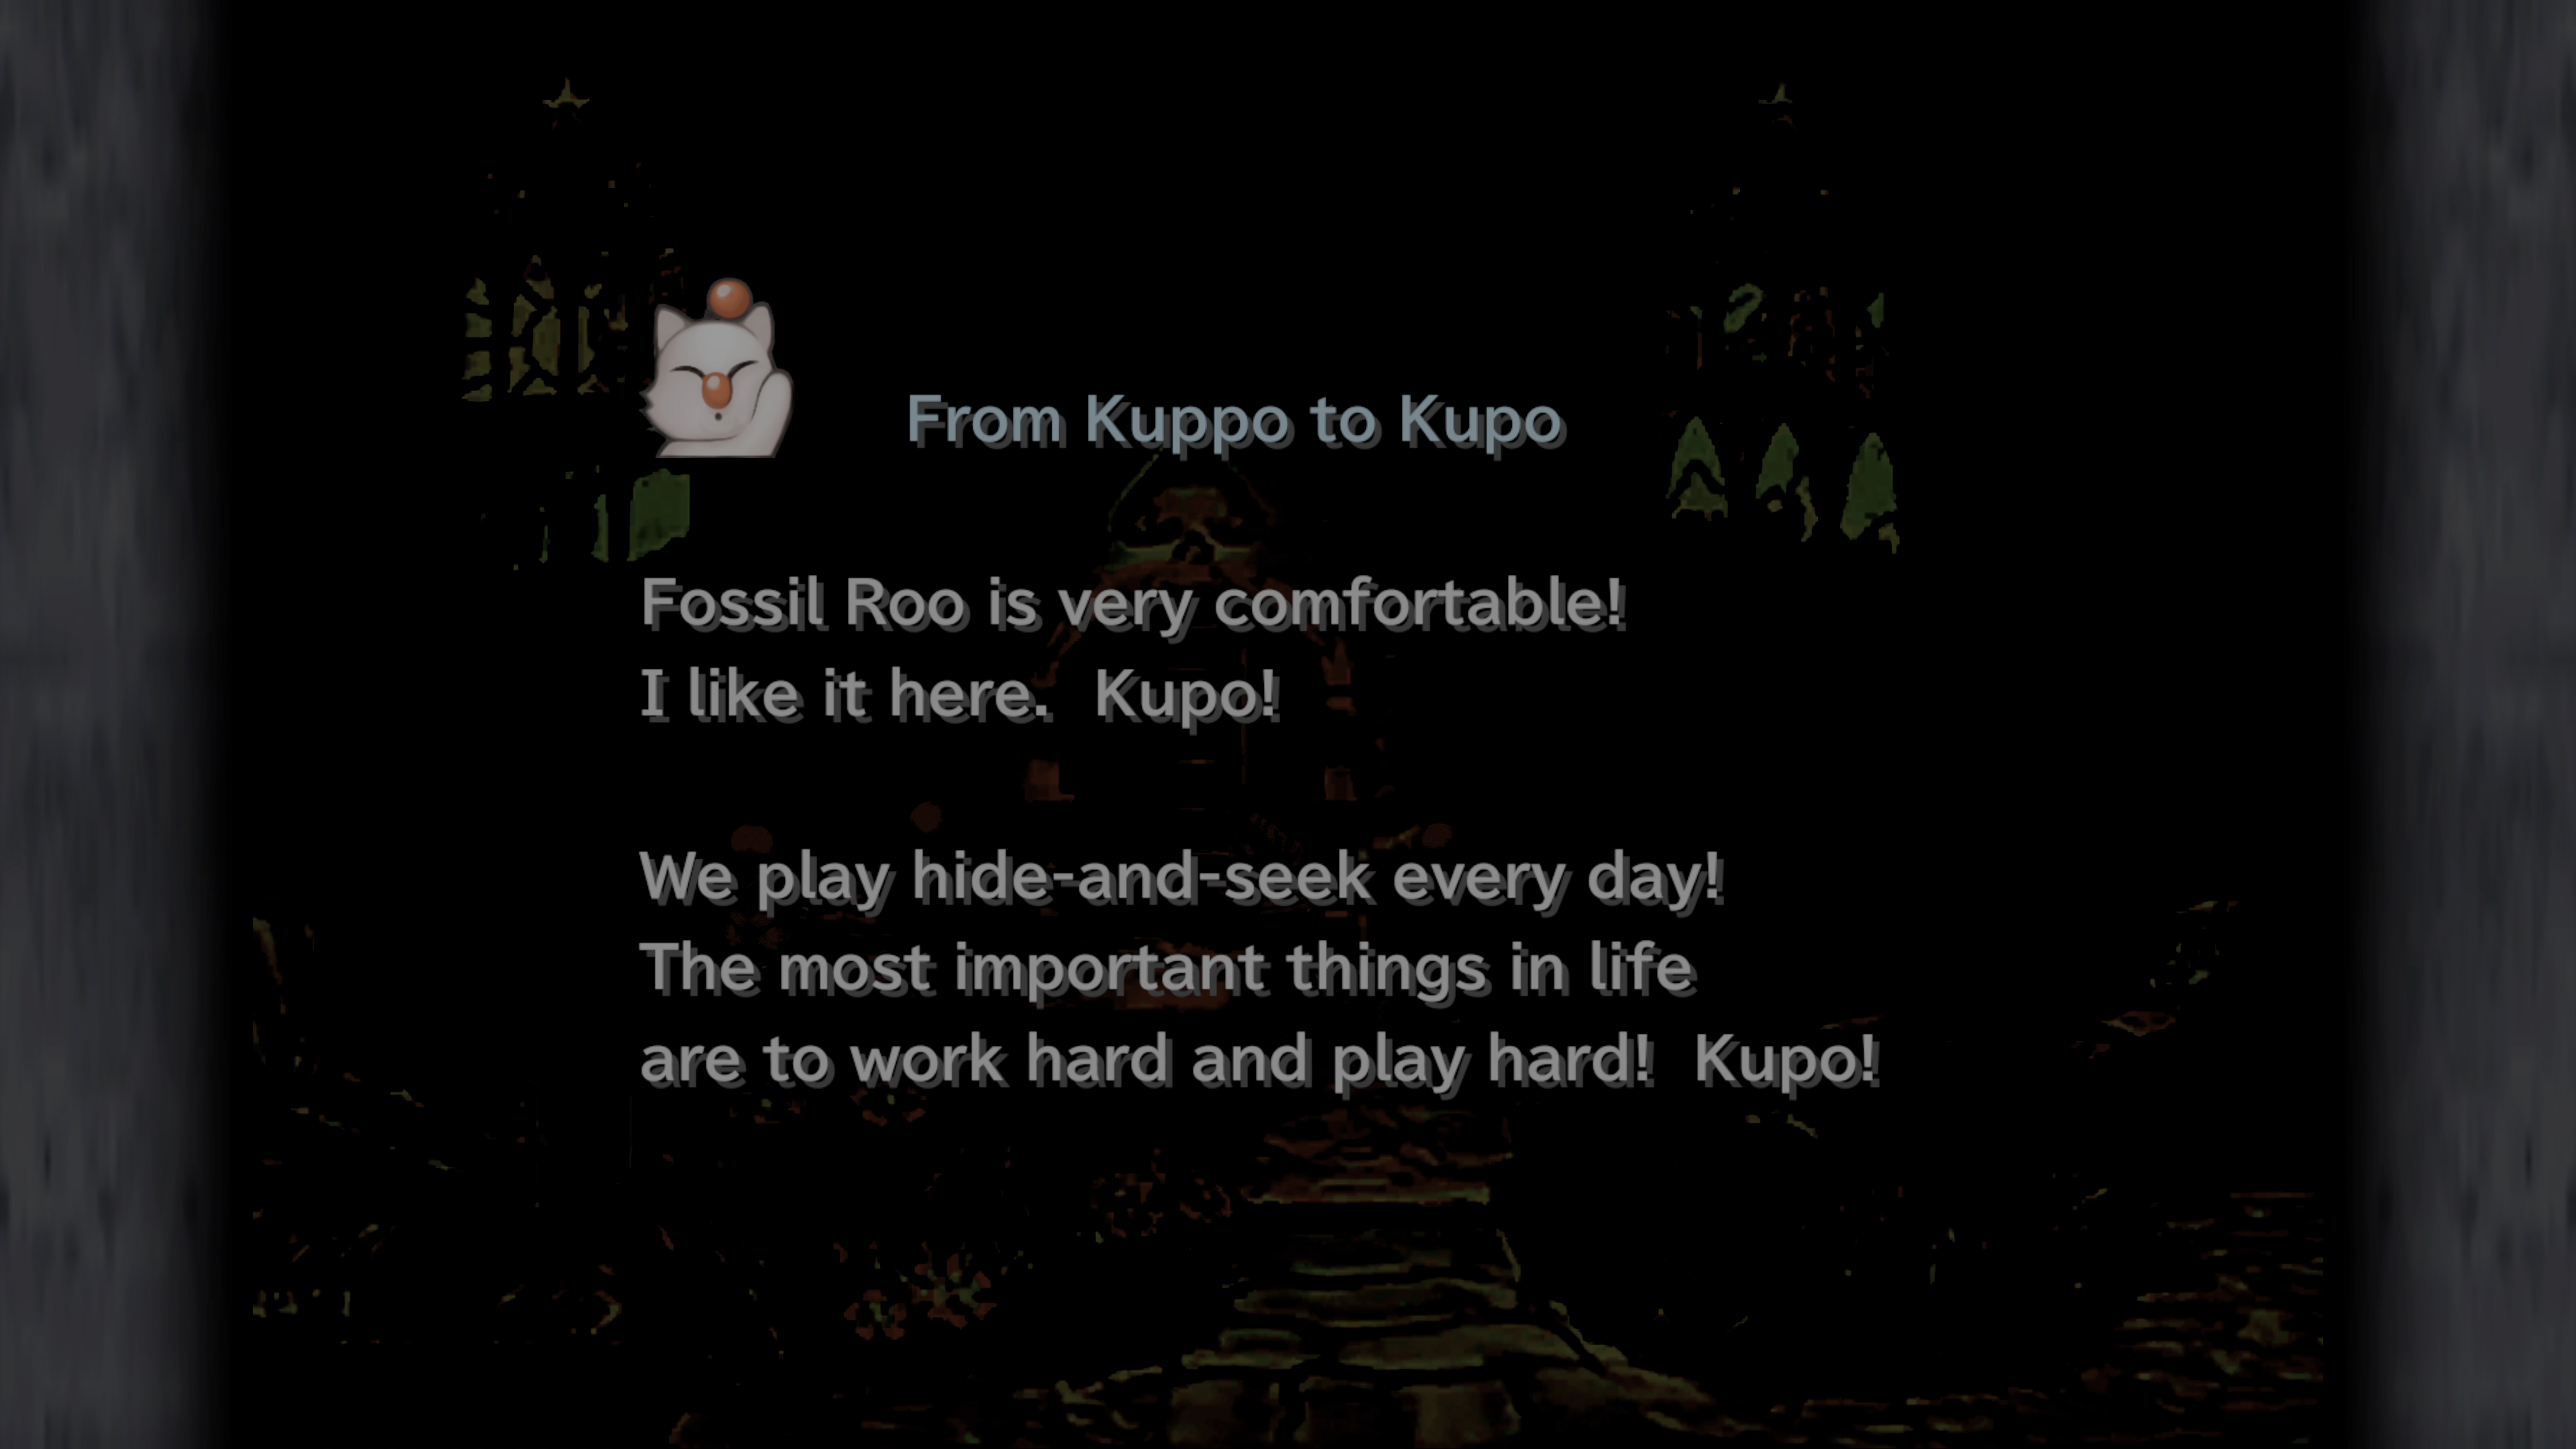 From Kuppo to Kupo
Fossil Roo is very comfortable!
I like it here.  Kupo!
We play hide-and-seek every day!
The most important things in life
are to work hard and play hard!  Kupo!